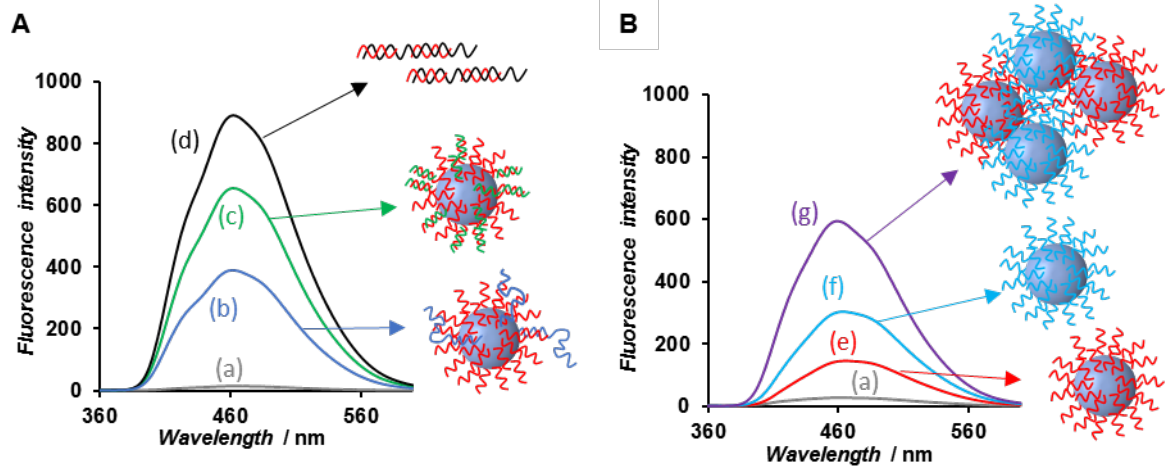 A
Fluorescence intensity
1000
800
600
400
200
0
(d)
(c)
(b)
(a)
360
460
560
Wavelength / nm
B
Fluorescence intensity
1000
800
600
400
200
0
(g)
(f)
(e)
(a)
360
460
560
Wavelength / nm